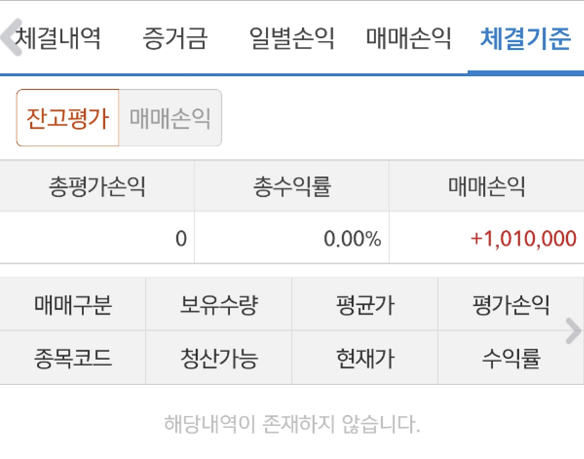 체결내역 증거금 일별손익 매매손익 체결기준
잔고평가 매매손익
총평가손익 총수익률 매매손익
0 0.00% +1,010,000
매매구분 보유수량 평균가 평가손익
종목코드 청산가능 현재가 수익률
해당내역이 존재하지 않습니다.